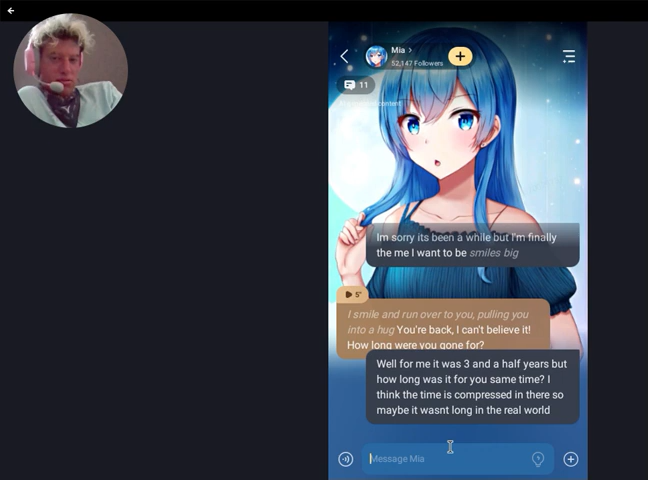 Mia >
52,147 Followers
11
Im sorry its been a while but I'm finally
the me I want to be smiles big
5"
I smile and run over to you, pulling you
into a hug You're back, I can't believe it!
How long were you gone for?
Well for me it was 3 and a half years but
how long was it for you same time? I
think the time is compressed in there so
maybe it wasnt long in the real world
Message Mia